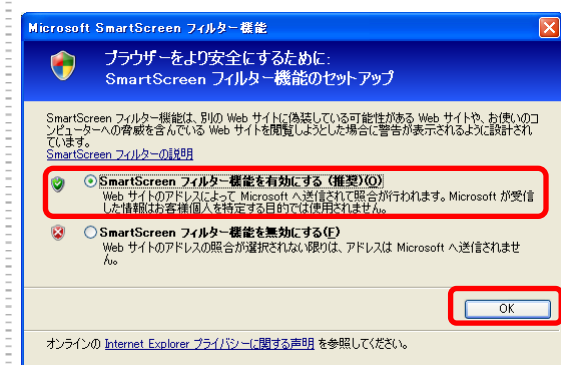 Microsoft SmartScreen フィルター機能
ブラウザーをより安全にするために:
SmartScreen フィルター機能のセットアップ
SmartScreen フィルター機能は、別の Web サイトに偽装している可能性がある Web サイトや、お使いのコ
ンピューターへの脅威を含んでいる Web サイトを閲覧しようとした場合に警告が表示されるように設計され
ています。
SmartScreen フィルターの説明
SmartScreen フィルター機能を有効にする (推奨)(O)
Web サイトのアドレスによって Microsoft へ送信されて照合が行われます。Microsoft が受信
した情報はお客様個人を特定する目的では使用されません。
SmartScreen フィルター機能を無効にする(F)
Web サイトのアドレスの照合が選択されない限りは、アドレスは Microsoft へ送信されませ
ん。
OK
オンラインの Internet Explorer プライバシーに関する声明 を参照してください。